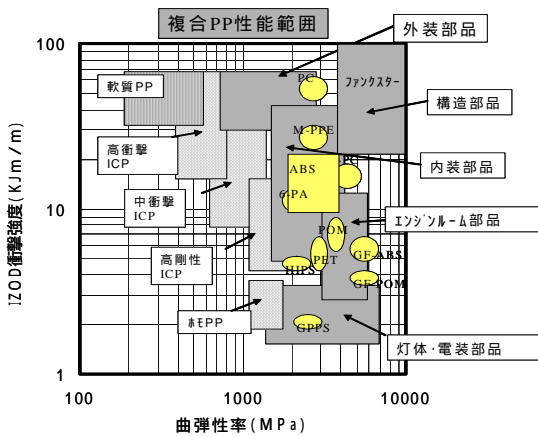 複合PP性能範囲
外装部品
100
軟質PP
PC
ファンクスター
構造部品
高衝撃
ICP
M-PPE
内装部品
ABS
PC
中衝撃
ICP
6-PA
10
エンジンルーム部品
POM
高剛性
ICP
PET
GF-ABS
HIPS
GF-POM
ホモPP
GPPS
灯体・電装部品
1
100
1000
10000
IZOD衝撃強度(KJm/m)
曲弾性率(MPa)